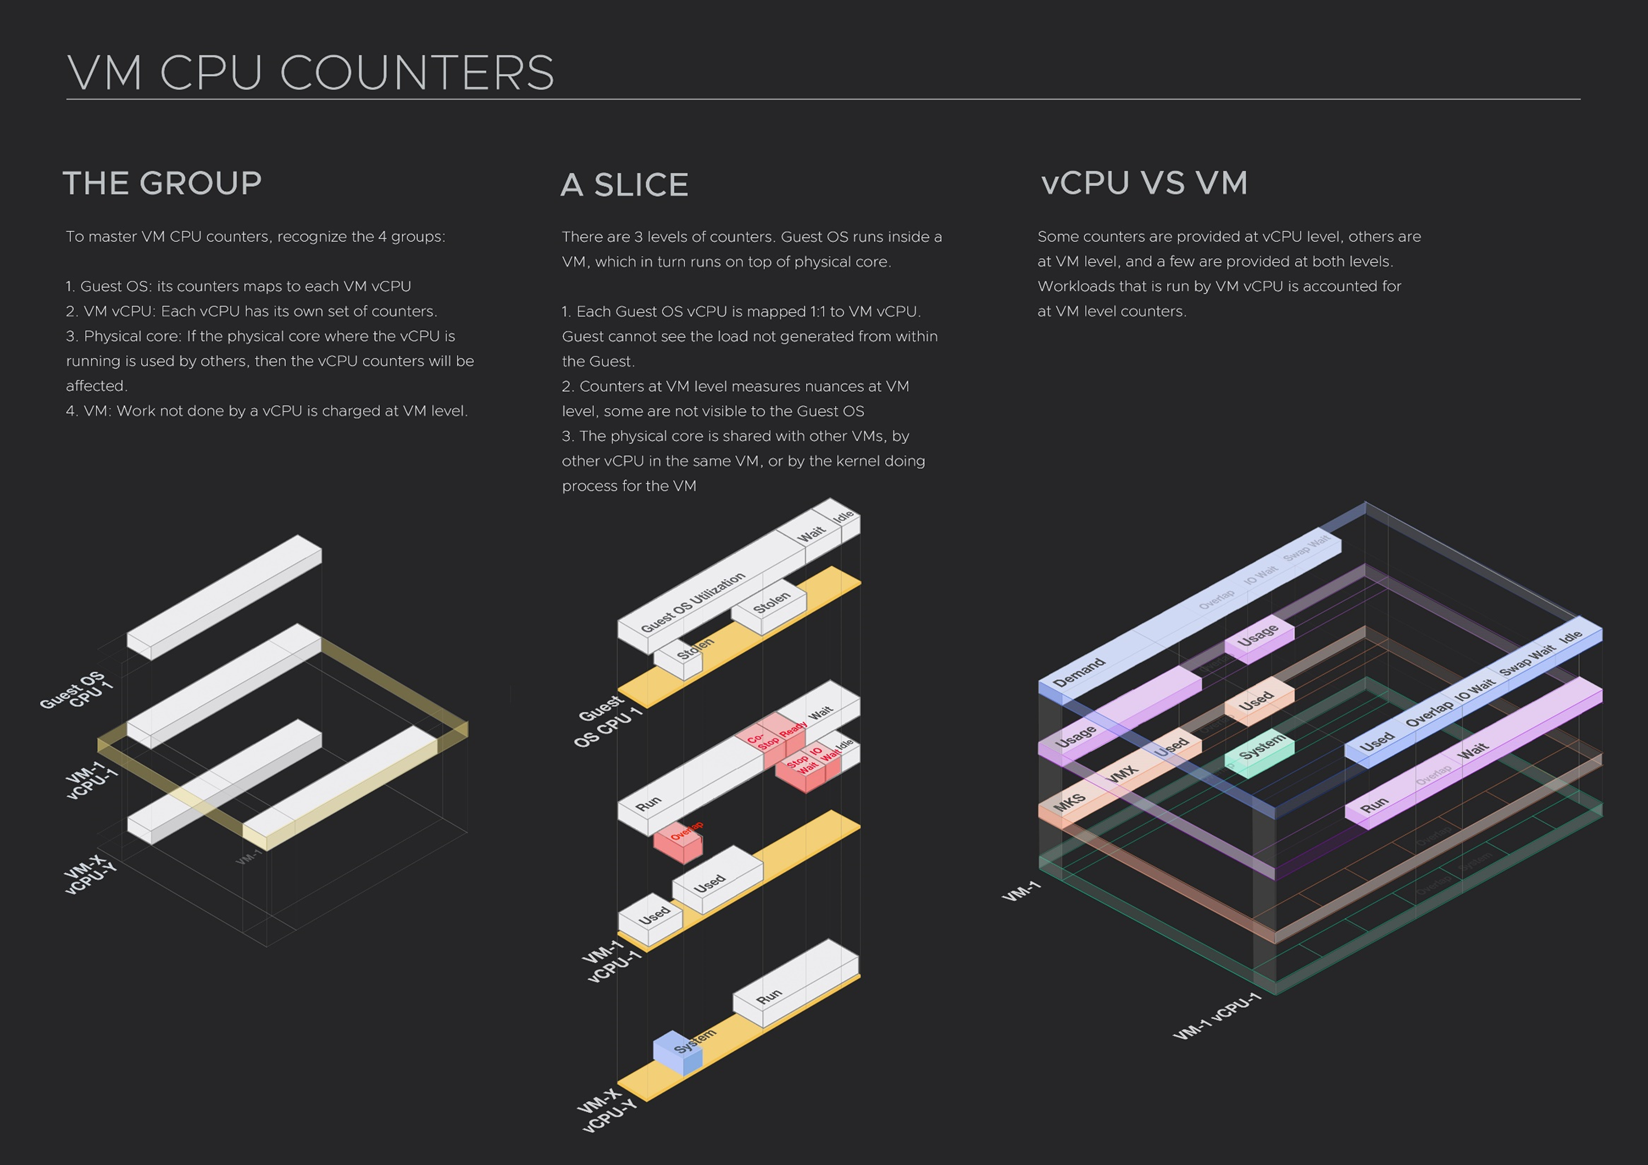 VM CPU COUNTERS
THE GROUP
To master VM CPU counters, recognize the 4 groups:
1. Guest OS: its counters maps to each VM vCPU
2. VM vCPU: Each vCPU has its own set of counters.
3. Physical core: If the physical core where the vCPU is
running is used by others, then the vCPU counters will be
affected.
4. VM: Work not done by a vCPU is charged at VM level.
Guest OS
CPU 1
VM-1
vCPU-1
VM-X
vCPU-Y
VM-1
A SLICE
There are 3 levels of counters. Guest OS runs inside a
VM, which in turn runs on top of physical core.
1. Each Guest OS vCPU is mapped 1:1 to VM vCPU.
Guest cannot see the load not generated from within
the Guest.
2. Counters at VM level measures nuances at VM
level, some are not visible to the Guest OS
3. The physical core is shared with other VMs, by
other vCPU in the same VM, or by the kernel doing
process for the VM
Guest OS Utilization
Wait
Idle
Stolen
Stolen
Guest
OS CPU 1
Run
Co-
Stop
Ready
Wait
Stop
Wait
IO
Wait
Idle
Overlap
Used
Used
VM-1
vCPU-1
Run
System
VM-X
vCPU-Y
vCPU VS VM
Some counters are provided at vCPU level, others are
at VM level, and a few are provided at both levels.
Workloads that is run by VM vCPU is accounted for
at VM level counters.
Demand
Overlap
IO Wait
Swap Wait
Usage
Usage
Used
MKS
VMX
Used
System
Used
Overlap
IO Wait
Swap Wait
Idle
Run
Overlap
Wait
Overlap
Overlap
System
VM-1
VM-1 vCPU-1